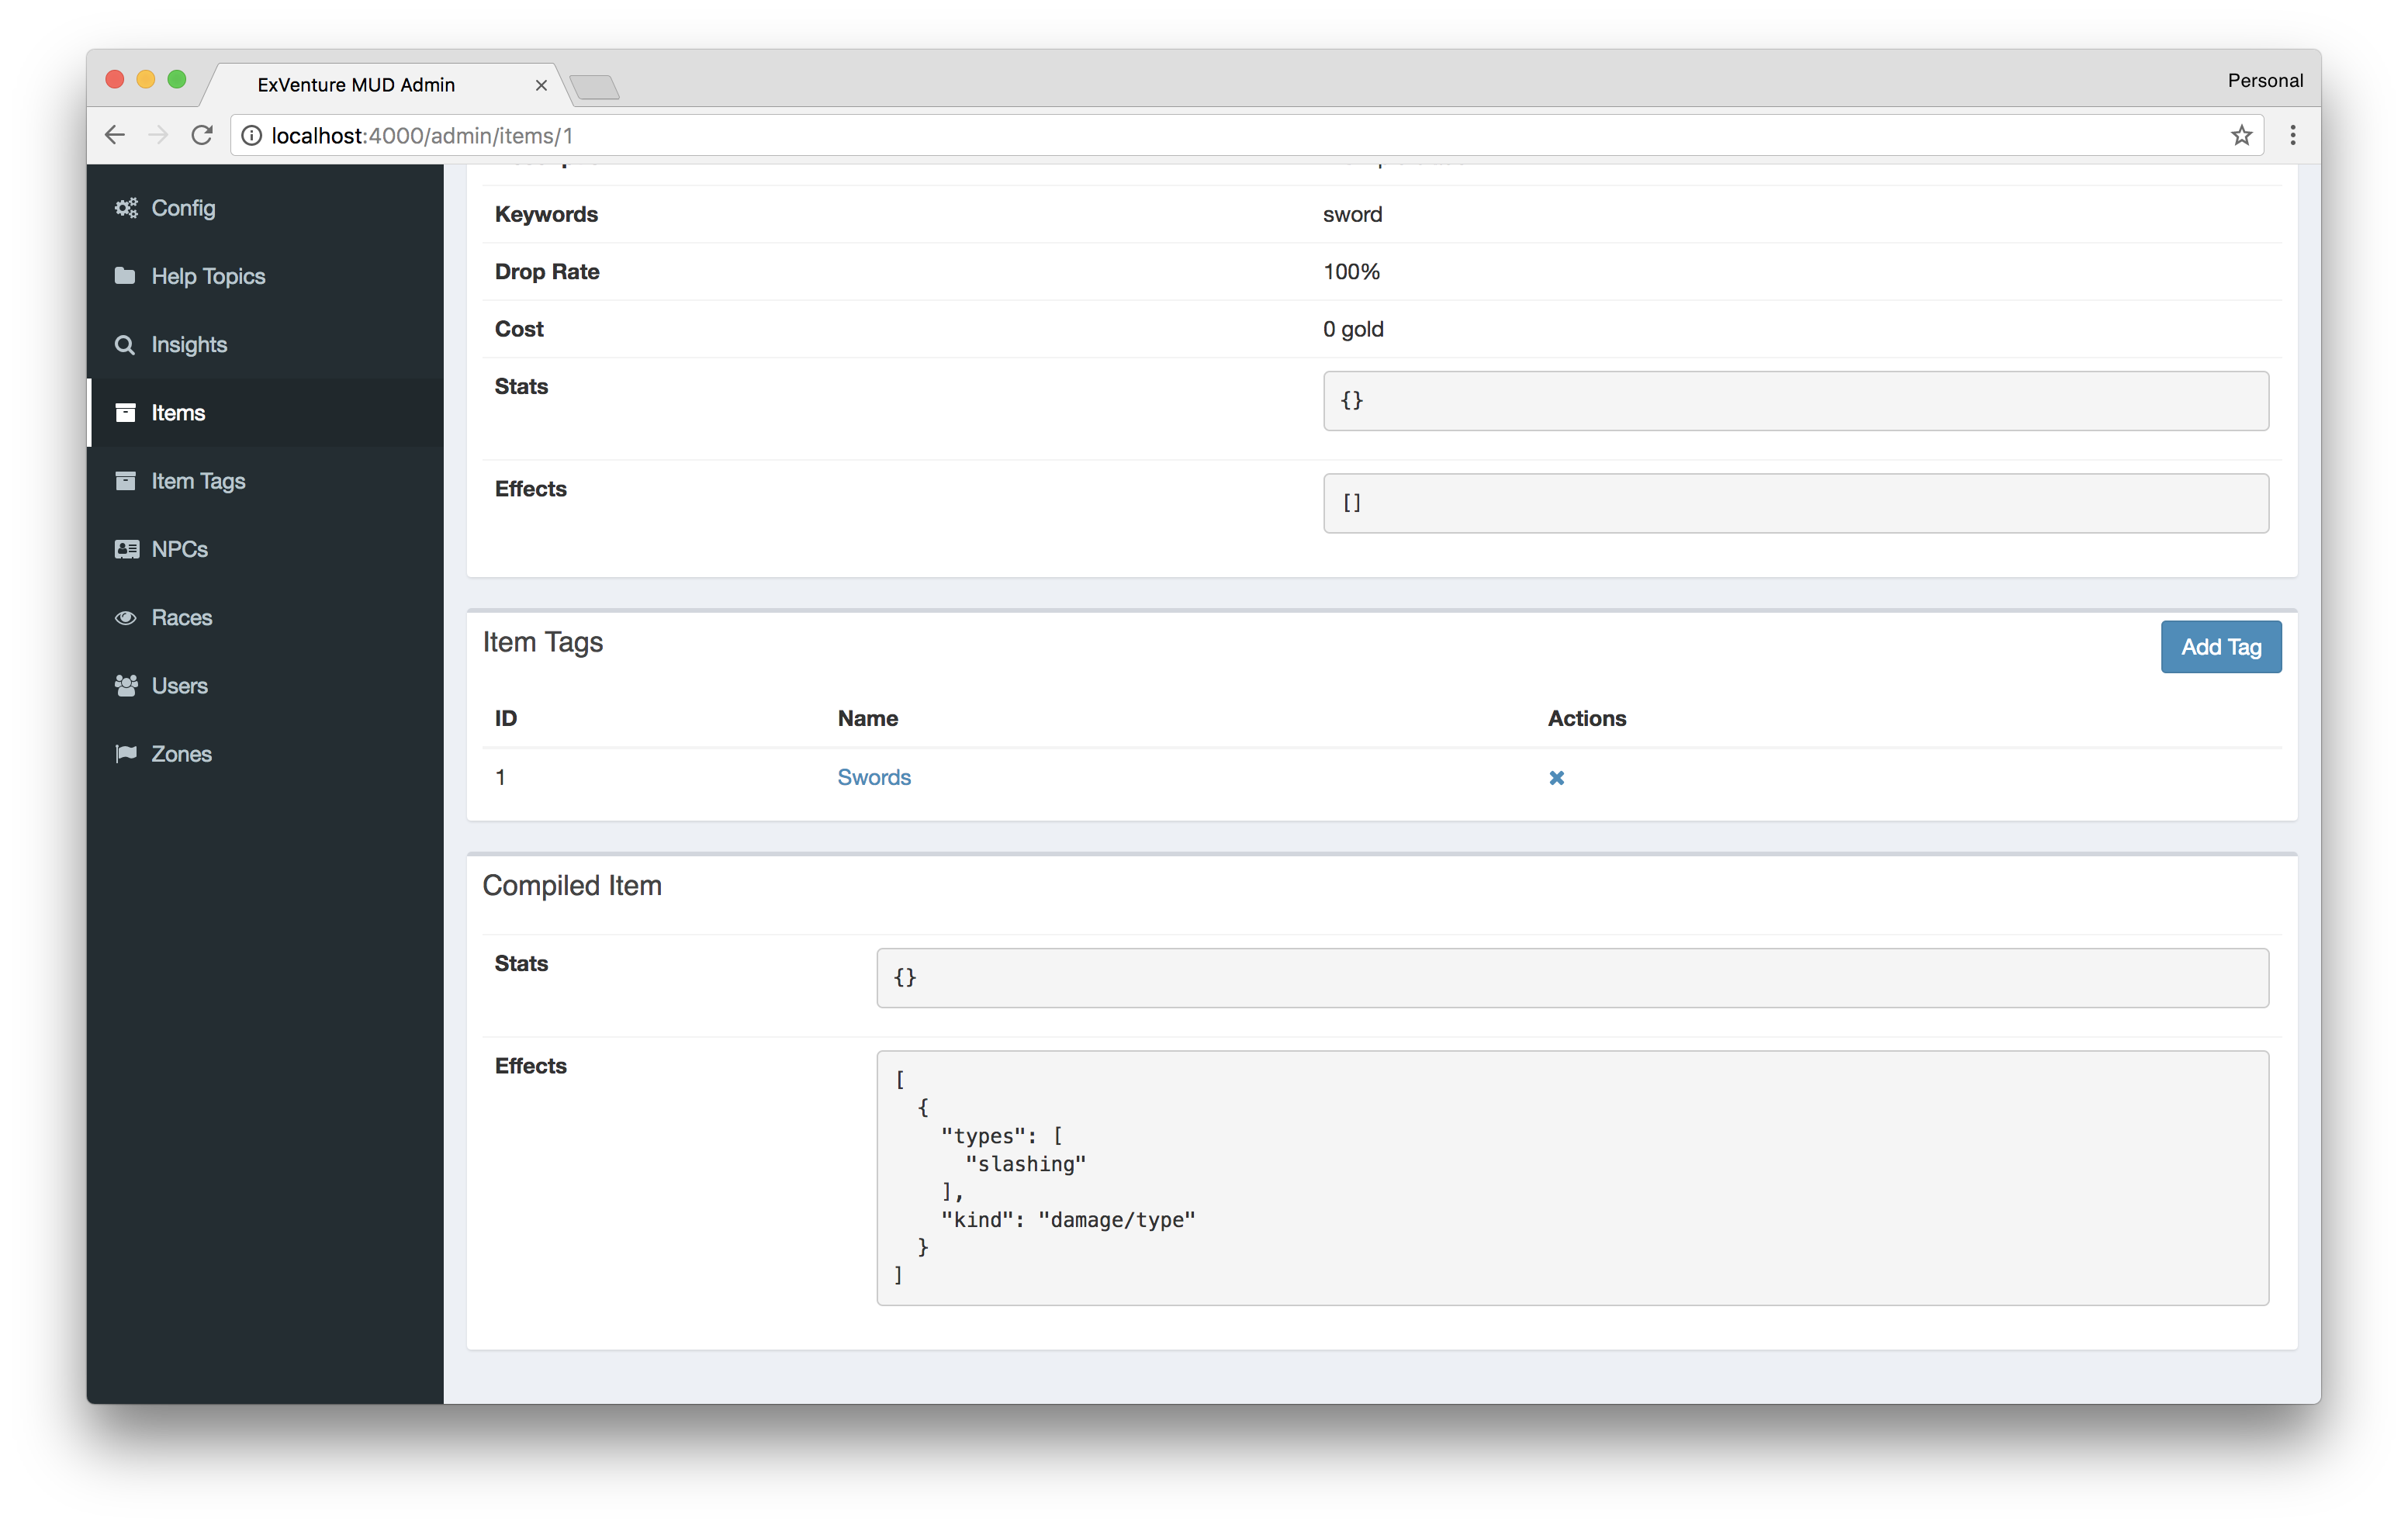 ExVenture MUD Admin
Personal
localhost:4000/admin/items/1
Config
Help Topics
Insights
Items
Item Tags
NPCs
Races
Users
Zones
Keywords sword
Drop Rate 100%
Cost 0 gold
Stats {}
Effects []
Item Tags
Add Tag
ID Name Actions
1 Swords
Compiled Item
Stats {}
Effects
[
{
"types": [
"slashing"
],
"kind": "damage/type"
}
]